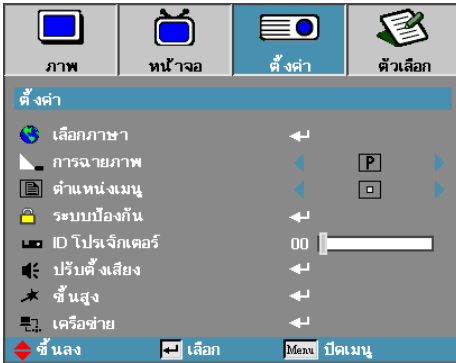 ภาพ หน้าจอ ตั้งค่า ตัวเลือก
ตั้งค่า
เลือกภาษา
การฉายภาพ P
ตำแหน่งเมนู
ระบบป้องกัน
ID โปรเจ็กเตอร์ 00
ปรับตั้งเสียง
ขั้นสูง
เครือข่าย
ขึ้นลง เลือก Menu ปิดเมนู